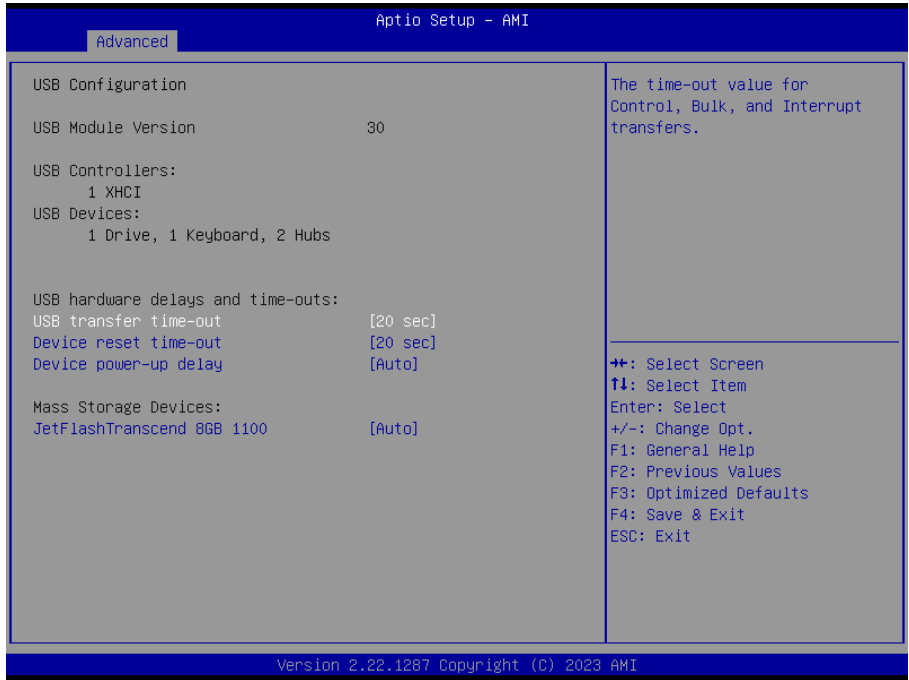 Aptio Setup - AMI
Advanced
USB Configuration
USB Module Version 30
USB Controllers:
1 XHCI
USB Devices:
1 Drive, 1 Keyboard, 2 Hubs
USB hardware delays and time-outs:
USB transfer time-out [20 sec]
Device reset time-out [20 sec]
Device power-up delay [Auto]
Mass Storage Devices:
JetFlashTranscend 8GB 1100 [Auto]
The time-out value for
Control, Bulk, and Interrupt
transfers.
→←: Select Screen
↑↓: Select Item
Enter: Select
+/-: Change Opt.
F1: General Help
F2: Previous Values
F3: Optimized Defaults
F4: Save & Exit
ESC: Exit
Version 2.22.1287 Copyright (C) 2023 AMI